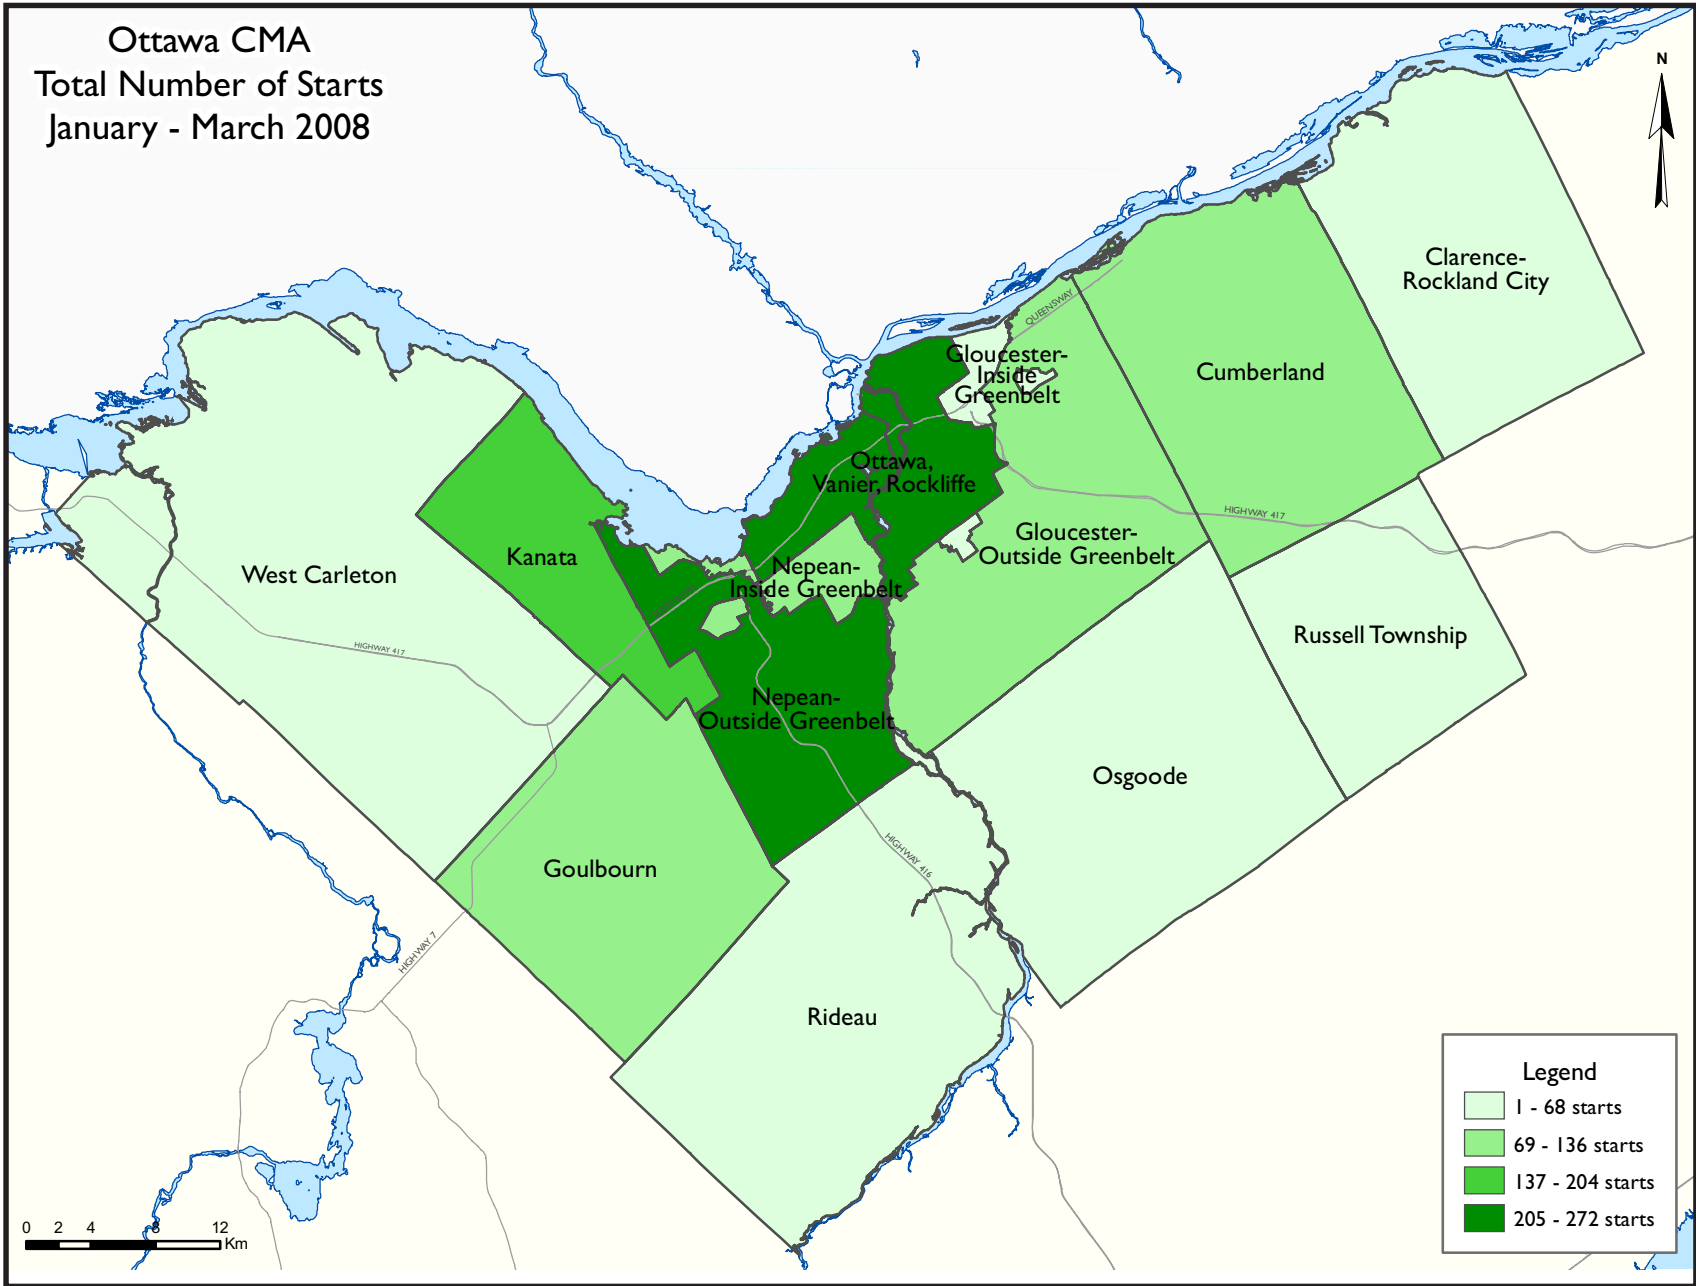 Ottawa CMA
Total Number of Starts
January - March 2008
N
Clarence-
Rockland City
QUEENSWAY
Gloucester-
Inside
Greenbelt
Cumberland
Ottawa,
Vanier, Rockliffe
HIGHWAY 417
Gloucester-
Outside Greenbelt
Kanata
West Carleton
Nepean-
Inside Greenbelt
Russell Township
HIGHWAY 417
Nepean-
Outside Greenbelt
Osgoode
HIGHWAY 416
Goulbourn
HIGHWAY 7
Rideau
Legend
1 - 68 starts
69 - 136 starts
137 - 204 starts
205 - 272 starts
0 2 4 8 12
Km